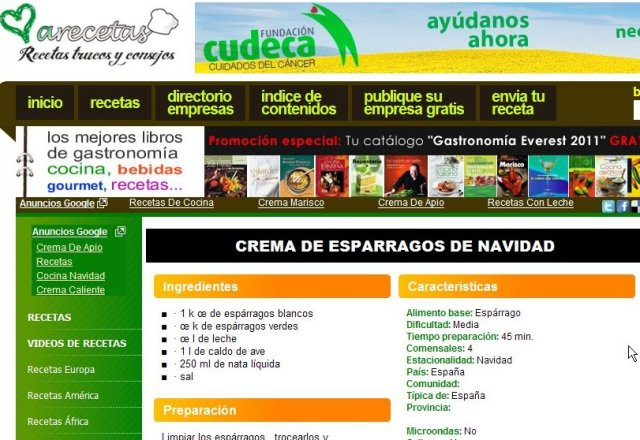 arecetas
Recetas trucos y consejos
FUNDACIÓN
cudeca
CUIDADOS DEL CÁNCER
ayúdanos
ahora
inicio
recetas
directorio
empresas
indice de
contenidos
publique su
empresa gratis
envia tu
receta
los mejores libros
de gastronomía
cocina, bebidas
gourmet, recetas...
Promoción especial: Tu catálogo "Gastronomía Everest 2011" GRA
Anuncios Google
Recetas De Cocina
Crema Marisco
Crema De Apio
Recetas Con Leche
Anuncios Google
Crema De Apio
Recetas
Cocina Navidad
Crema Caliente
RECETAS
VIDEOS DE RECETAS
Recetas Europa
Recetas América
Recetas África
CREMA DE ESPARRAGOS DE NAVIDAD
Ingredientes
· 1 k œ de espárragos blancos
· œ k de espárragos verdes
· œ l de leche
· 1 l de caldo de ave
· 250 ml de nata líquida
· sal
Preparación
Limpiar los espárragos , trocearlos y
Caracteristicas
Alimento base: Espárrago
Dificultad: Media
Tiempo preparación: 45 min.
Comensales: 4
Estacionalidad: Navidad
País: España
Comunidad:
Típica de: España
Provincia:
Microondas: No